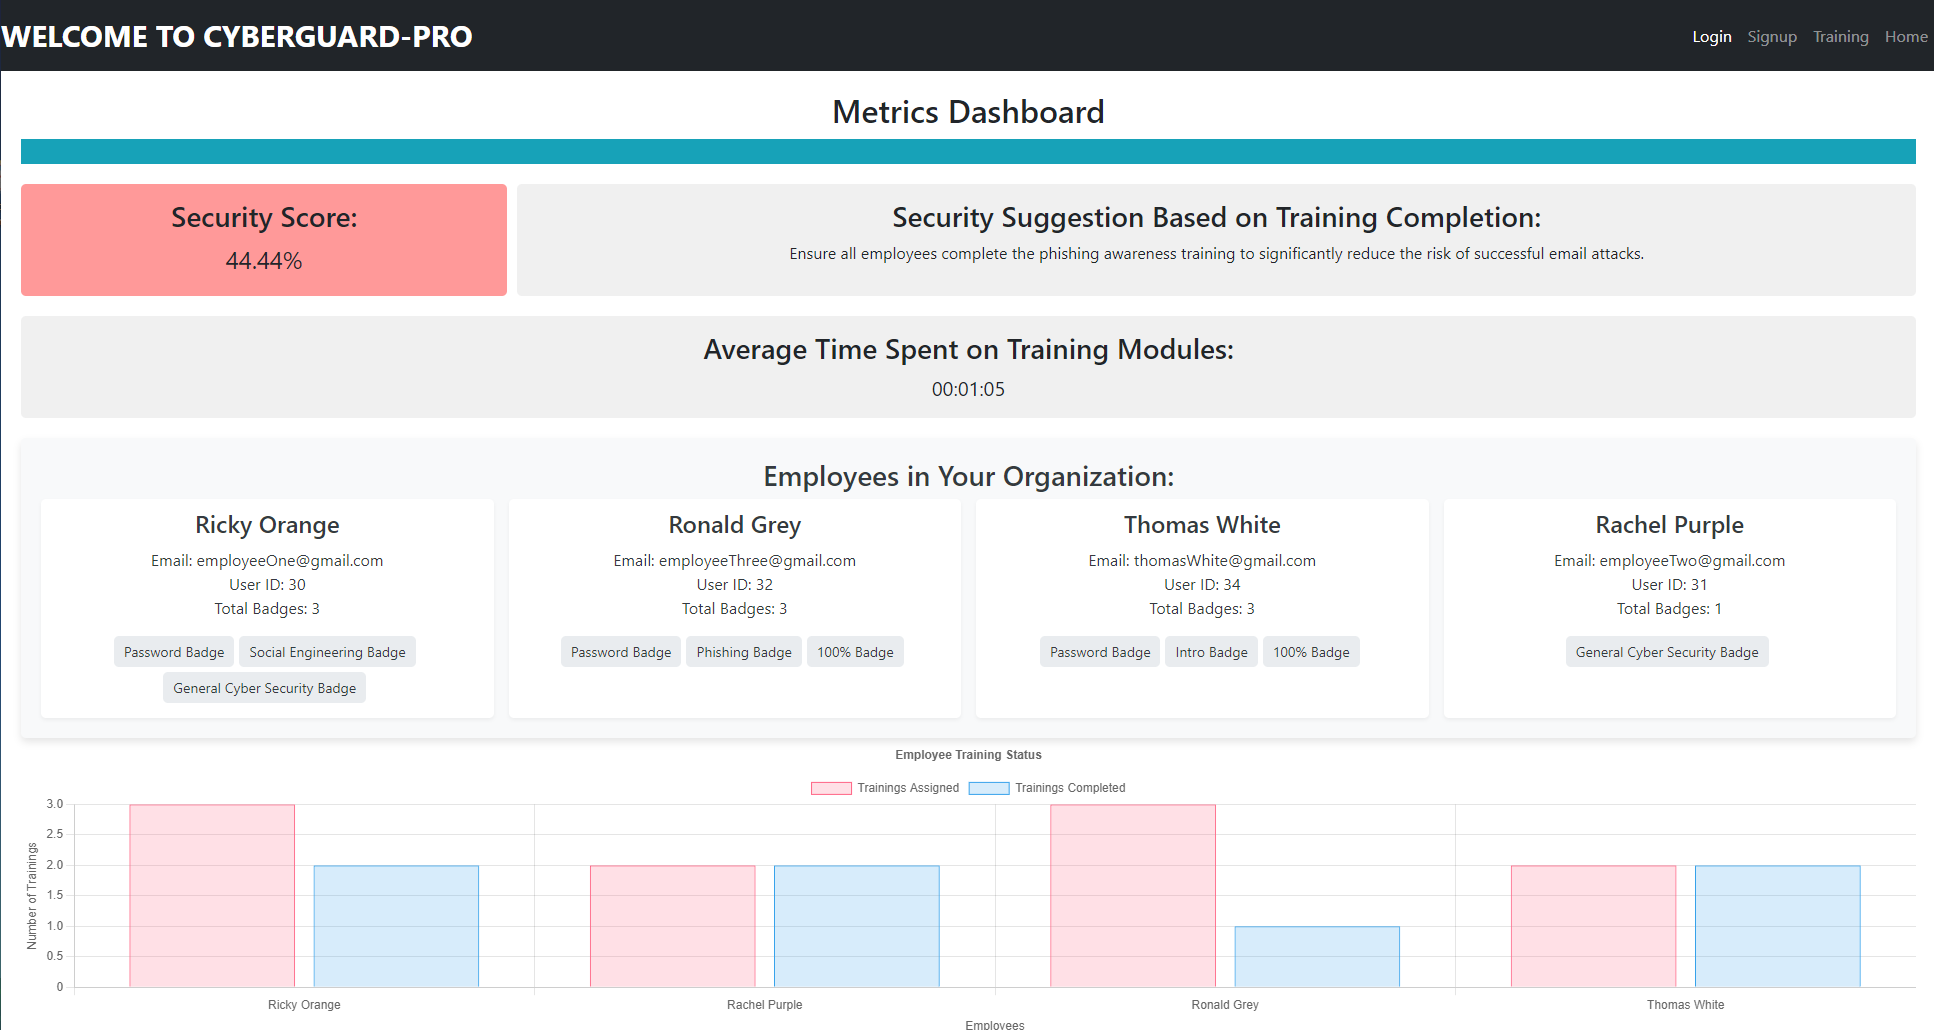 WELCOME TO CYBERGUARD-PRO
Login Signup Training Home
Metrics Dashboard
Security Score:
44.44%
Security Suggestion Based on Training Completion:
Ensure all employees complete the phishing awareness training to significantly reduce the risk of successful email attacks.
Average Time Spent on Training Modules:
00:01:05
Employees in Your Organization:
Ricky Orange
Email: employeeOne@gmail.com
User ID: 30
Total Badges: 3
Password Badge Social Engineering Badge
General Cyber Security Badge
Ronald Grey
Email: employeeThree@gmail.com
User ID: 32
Total Badges: 3
Password Badge Phishing Badge 100% Badge
Thomas White
Email: thomasWhite@gmail.com
User ID: 34
Total Badges: 3
Password Badge Intro Badge 100% Badge
Rachel Purple
Email: employeeTwo@gmail.com
User ID: 31
Total Badges: 1
General Cyber Security Badge
Employee Training Status
Trainings Assigned Trainings Completed
Number of Trainings
3.0
2.5
2.0
1.5
1.0
0.5
0
Ricky Orange Rachel Purple Ronald Grey Thomas White
Employees